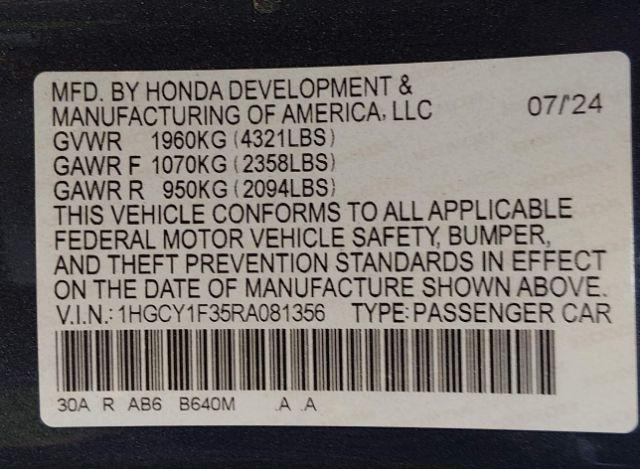 MFD. BY HONDA DEVELOPMENT &
MANUFACTURING OF AMERICA, LLC 07/'24
GVWR 1960KG (4321LBS)
GAWR F 1070KG (2358LBS)
GAWR R 950KG (2094LBS)
THIS VEHICLE CONFORMS TO ALL APPLICABLE
FEDERAL MOTOR VEHICLE SAFETY, BUMPER,
AND THEFT PREVENTION STANDARDS IN EFFECT
ON THE DATE OF MANUFACTURE SHOWN ABOVE.
V.I.N.: 1HGCY1F35RA081356 TYPE: PASSENGER CAR
30A R AB6 B640M .A .A